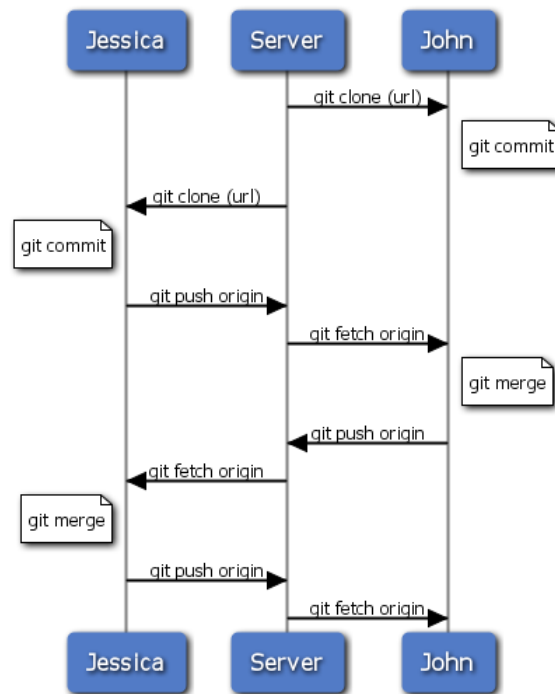 Jessica
Server
John
git clone (url)
git commit
git clone (url)
git commit
git push origin
git fetch origin
git merge
git push origin
git fetch origin
git merge
git push origin
git fetch origin
Jessica
Server
John